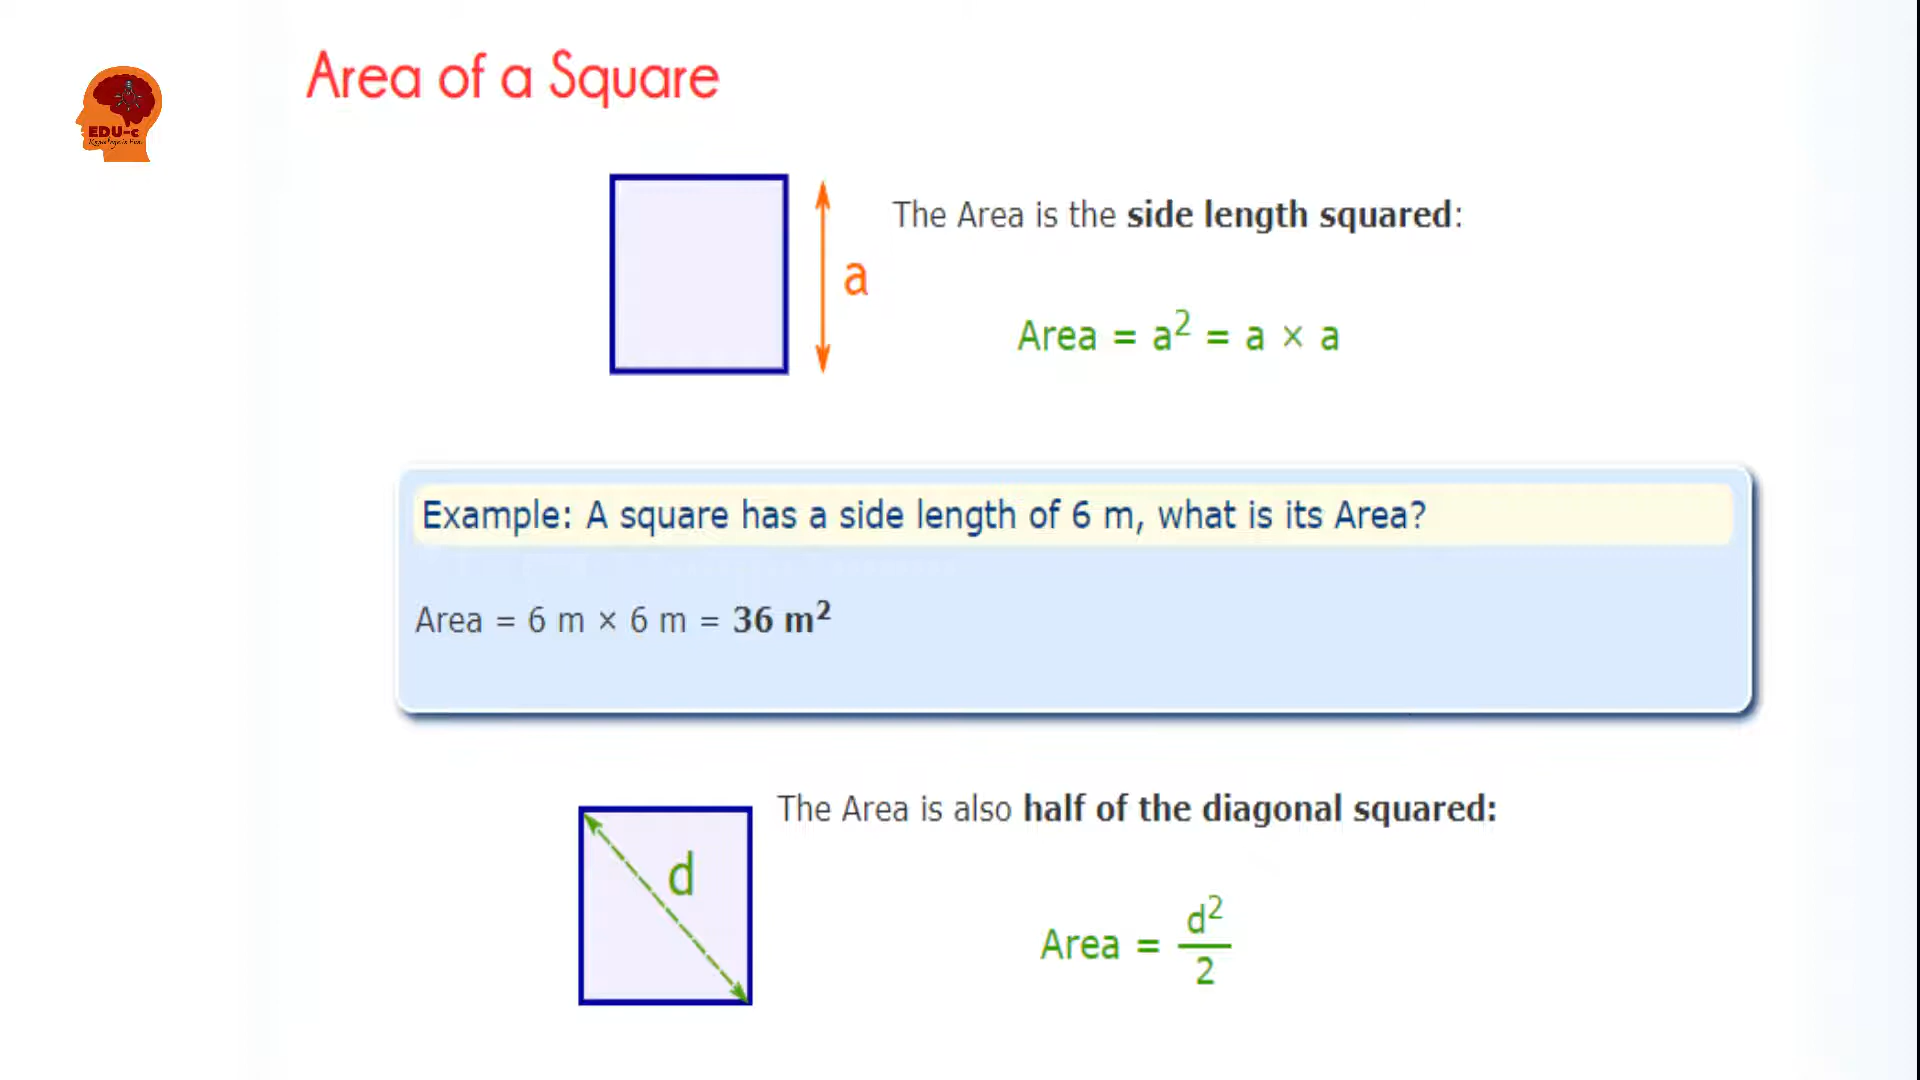 Area of a Square
EDU-c
The Area is the side length squared:
a
Area = a² = a × a
Example: A square has a side length of 6 m, what is its Area?
Area = 6 m × 6 m = 36 m²
The Area is also half of the diagonal squared:
d
Area = d²
2